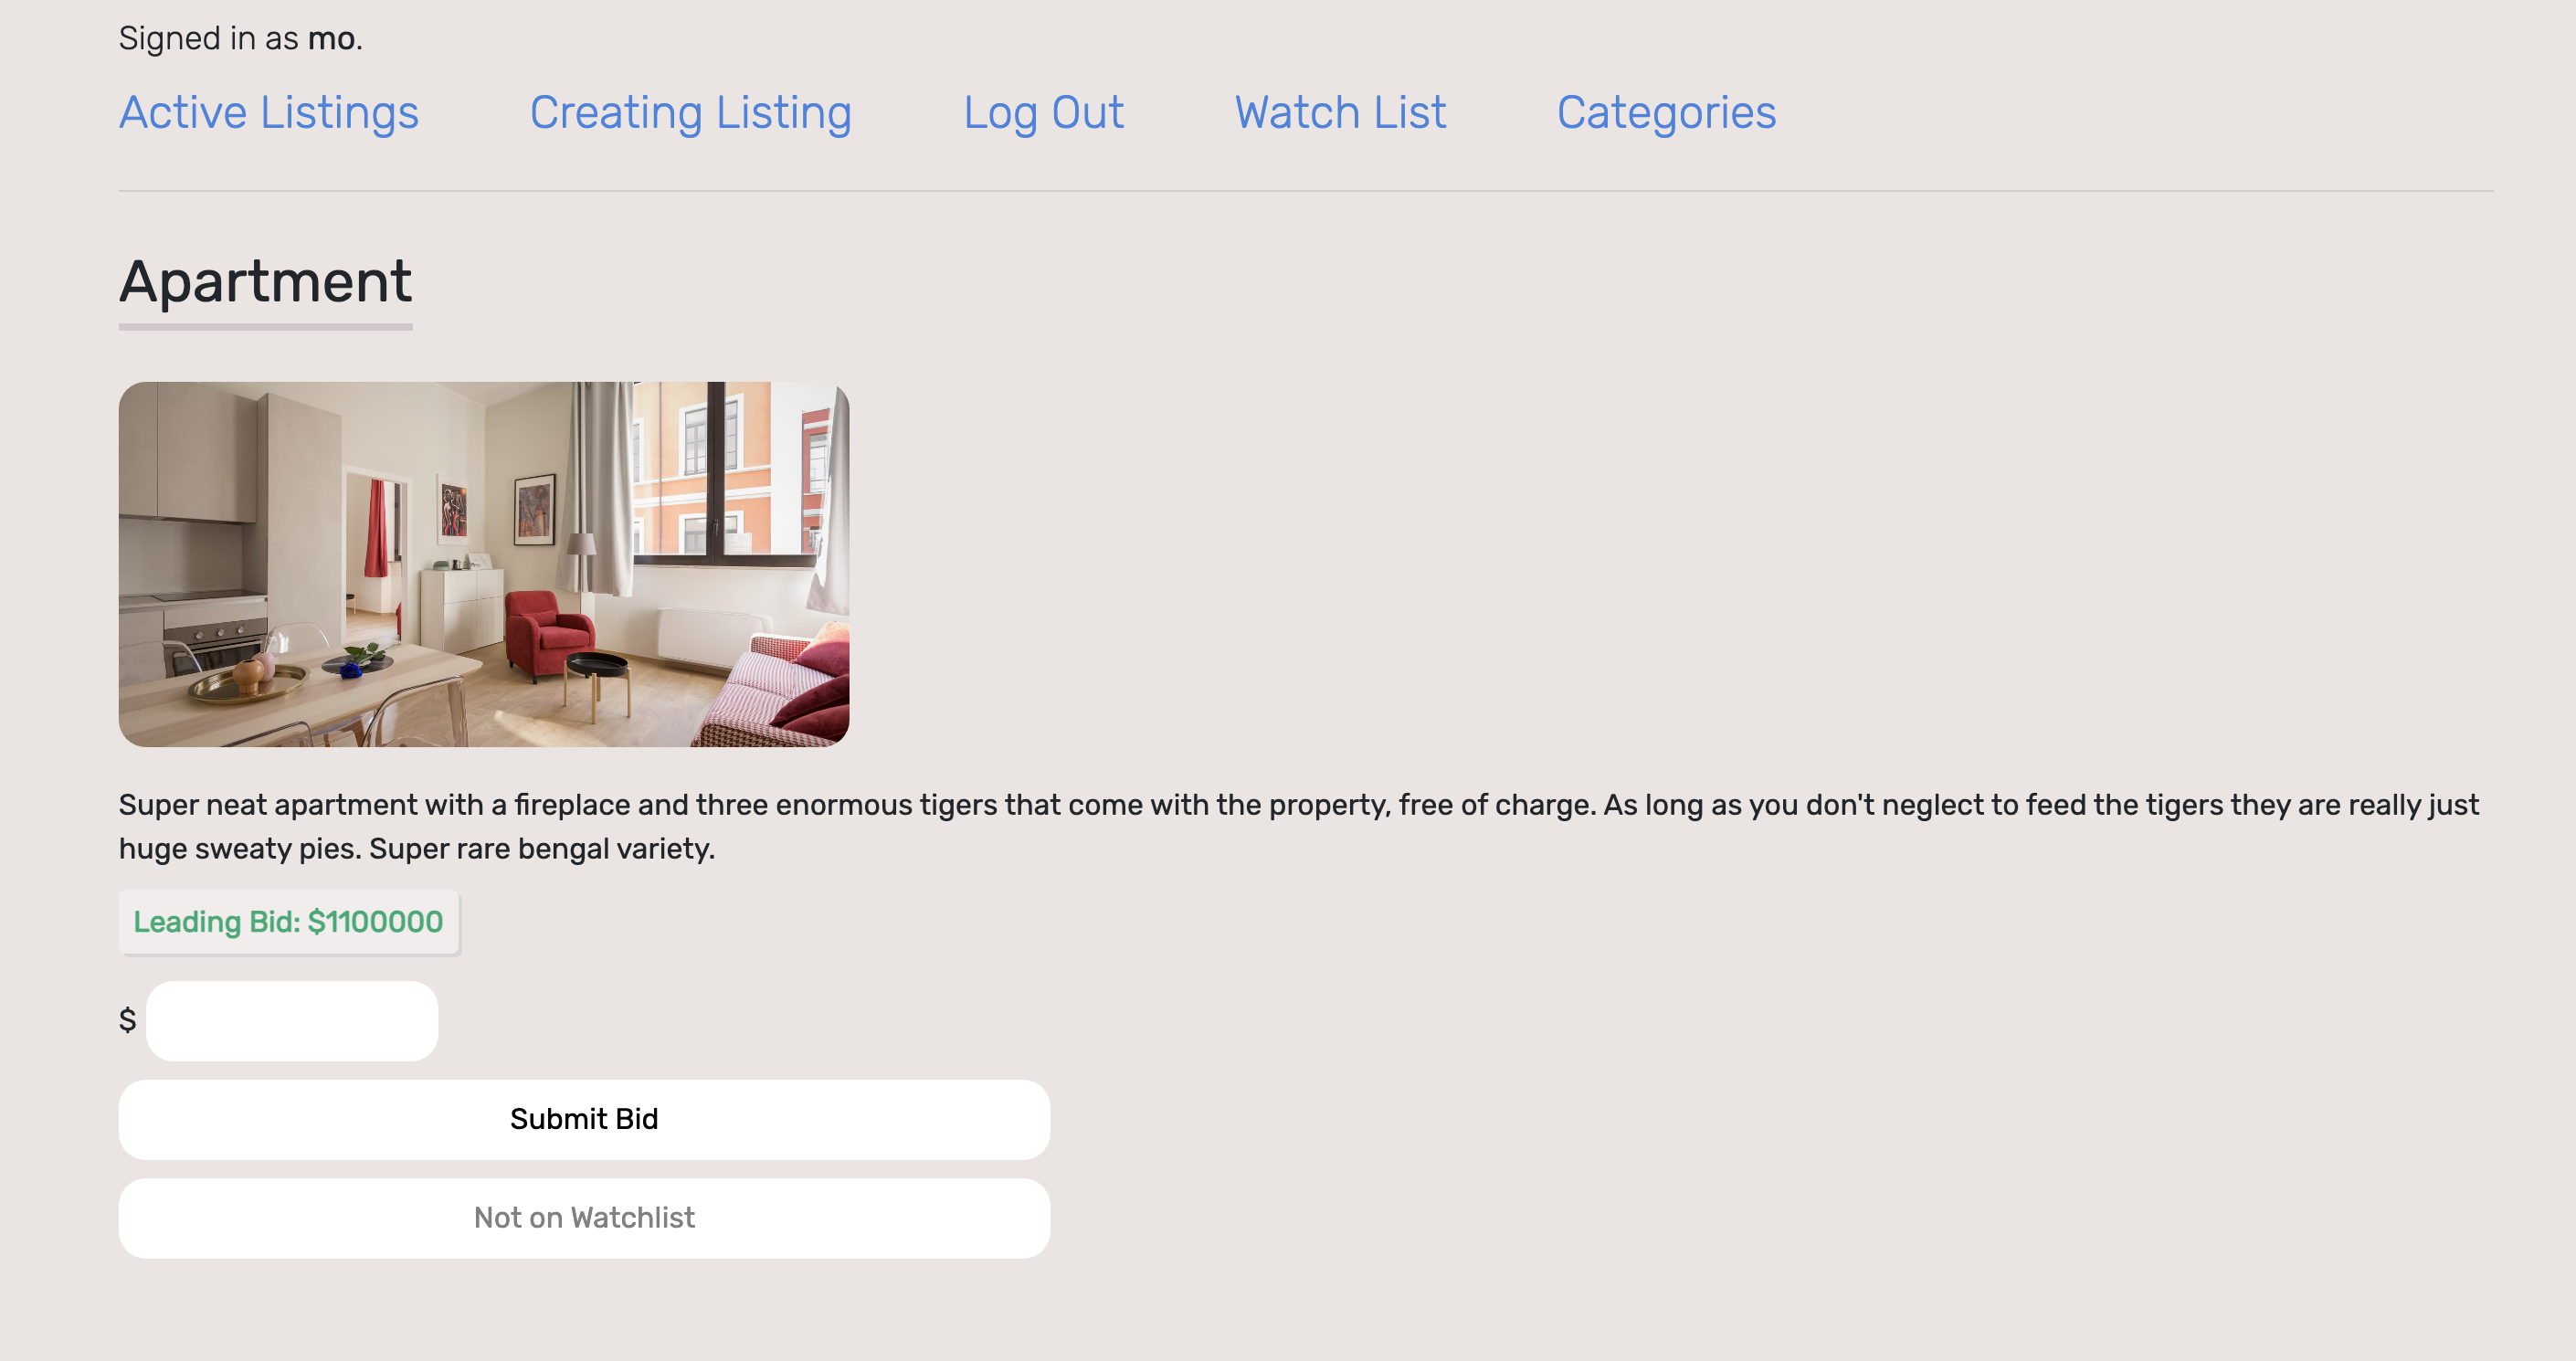 Signed in as mo.
Active Listings Creating Listing Log Out Watch List Categories
Apartment
Super neat apartment with a fireplace and three enormous tigers that come with the property, free of charge. As long as you don't neglect to feed the tigers they are really just
huge sweaty pies. Super rare bengal variety.
Leading Bid: $1100000
$
Submit Bid
Not on Watchlist